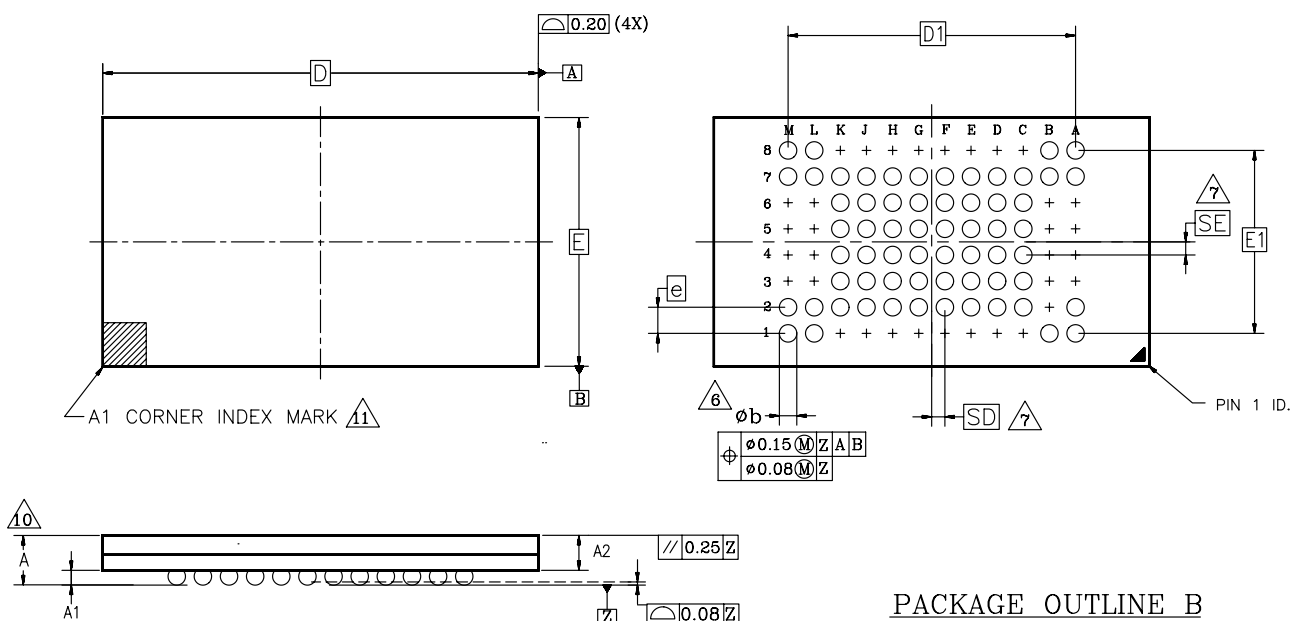 0.20 (4X)
D
A
E
B
A1 CORNER INDEX MARK 11
D1
M L K J H G F E D C B A
8
7
6
5
4
3
2
1
7
SE
E1
e
6
øb
SD 7
PIN 1 ID.
ø0.15 Ⓜ Z A B
ø0.08 Ⓜ Z
10
A
A1
A2
// 0.25 Z
Z
0.08 Z
PACKAGE OUTLINE B